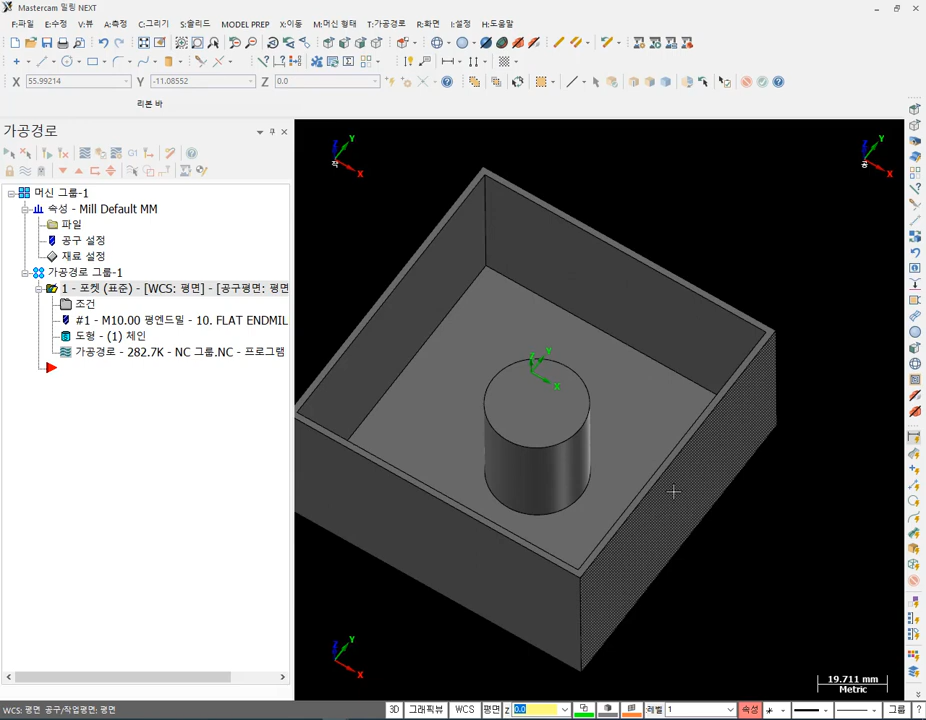 Mastercam 밀링 NEXT
F:파일 E:수정 V:뷰 A:측정 C:그리기 S:솔리드 MODEL PREP X:이동 M:머신 형태 T:가공경로 R:화면 I:설정 H:도움말
X 55.99214 Y -11.08552 Z 0.0
리본 바
가공경로
머신 그룹-1
속성 - Mill Default MM
파일
공구 설정
재료 설정
가공경로 그룹-1
1 - 포켓 (표준) - [WCS: 평면] - [공구평면: 평면
조건
#1 - M10.00 평엔드밀 - 10. FLAT ENDMIL
도형 - (1) 체인
가공경로 - 282.7K - NC 그룹.NC - 프로그램
G1
Y
X
Y
X
Z
Y
X
Y
X
19.711 mm
Metric
WCS: 평면 공구/작업평면: 평면
3D 그래픽뷰 WCS 평면 Z 0.0 레벨 1 속성 그룹 ?